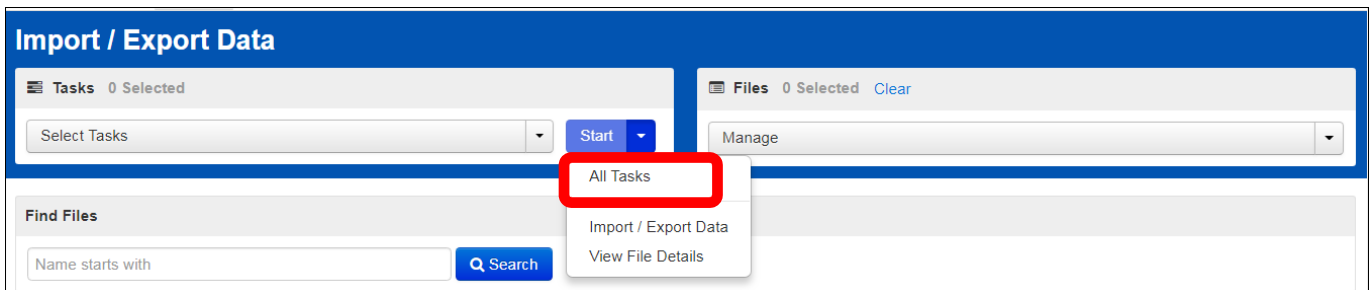 Import / Export Data
Tasks 0 Selected
Files 0 Selected Clear
Select Tasks
Start
Manage
All Tasks
Find Files
Import / Export Data
Name starts with
Search
View File Details